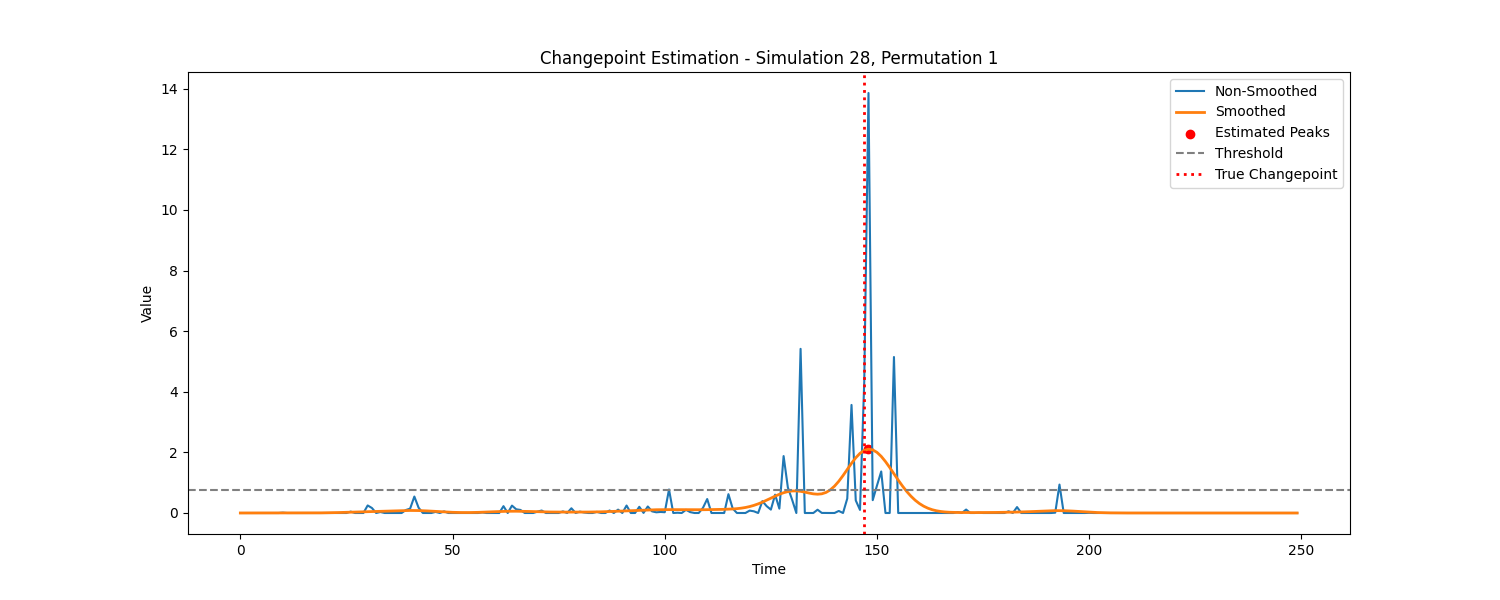 Changepoint Estimation - Simulation 28, Permutation 1
Non-Smoothed
Smoothed
Estimated Peaks
Threshold
True Changepoint
Value
14
12
10
8
6
4
2
0
0
50
100
150
200
250
Time